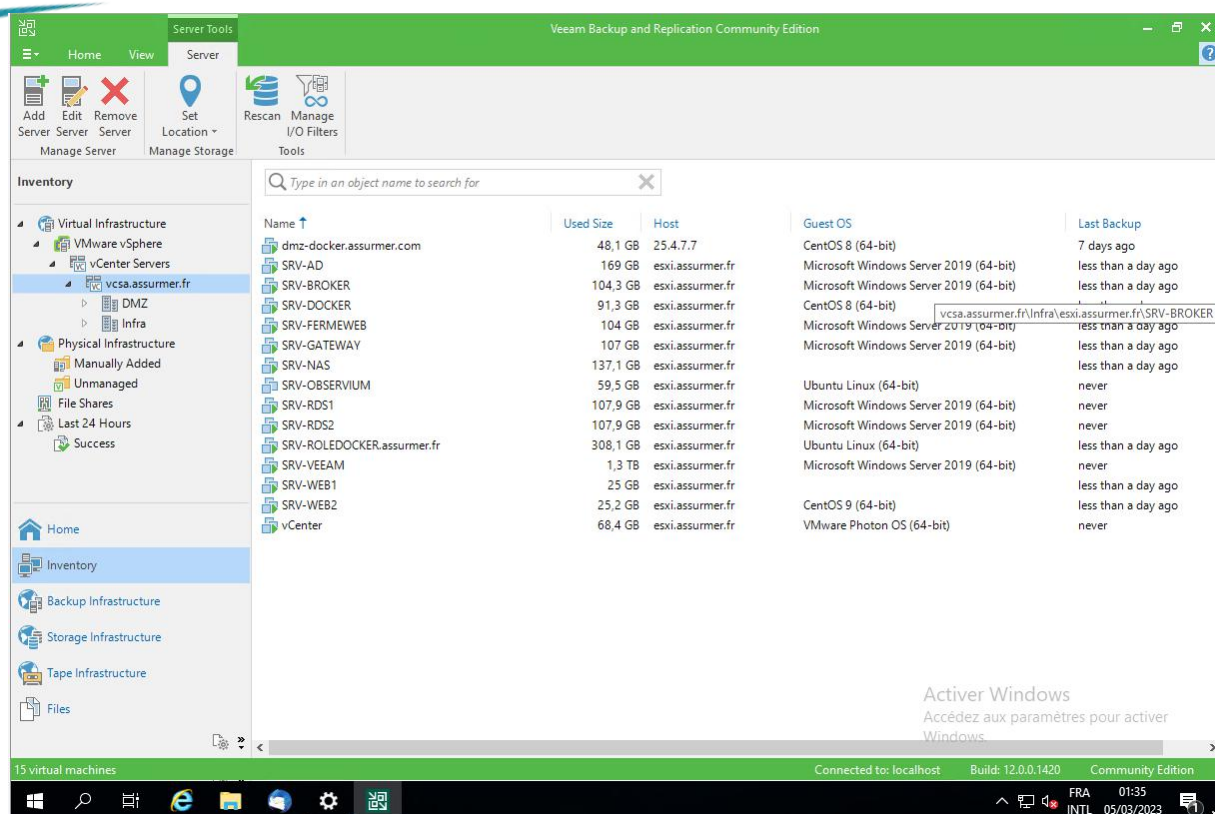 Server Tools
Veeam Backup and Replication Community Edition
Home View Server
Add Server
Edit Server
Remove Server
Set Location
Rescan
Manage I/O Filters
Manage Server
Manage Storage
Tools
Inventory
Type in an object name to search for
Virtual Infrastructure
VMware vSphere
vCenter Servers
vcsa.assurmer.fr
DMZ
Infra
Physical Infrastructure
Manually Added
Unmanaged
File Shares
Last 24 Hours
Success
Name Used Size Host Guest OS Last Backup
dmz-docker.assurmer.com 48,1 GB 25.4.7.7 CentOS 8 (64-bit) 7 days ago
SRV-AD 169 GB esxi.assurmer.fr Microsoft Windows Server 2019 (64-bit) less than a day ago
SRV-BROKER 104,3 GB esxi.assurmer.fr Microsoft Windows Server 2019 (64-bit) less than a day ago
SRV-DOCKER 91,3 GB esxi.assurmer.fr CentOS 8 (64-bit)
vcsa.assurmer.fr\Infra\esxi.assurmer.fr\SRV-BROKER
SRV-FERMEWEB 104 GB esxi.assurmer.fr Microsoft Windows Server 2019 (64-bit) less than a day ago
SRV-GATEWAY 107 GB esxi.assurmer.fr Microsoft Windows Server 2019 (64-bit) less than a day ago
SRV-NAS 137,1 GB esxi.assurmer.fr less than a day ago
SRV-OBSERVIUM 59,5 GB esxi.assurmer.fr Ubuntu Linux (64-bit) never
SRV-RDS1 107,9 GB esxi.assurmer.fr Microsoft Windows Server 2019 (64-bit) never
SRV-RDS2 107,9 GB esxi.assurmer.fr Microsoft Windows Server 2019 (64-bit) never
SRV-ROLEDOCKER.assurmer.fr 308,1 GB esxi.assurmer.fr Ubuntu Linux (64-bit) less than a day ago
SRV-VEEAM 1,3 TB esxi.assurmer.fr Microsoft Windows Server 2019 (64-bit) never
SRV-WEB1 25 GB esxi.assurmer.fr less than a day ago
SRV-WEB2 25,2 GB esxi.assurmer.fr CentOS 9 (64-bit) less than a day ago
vCenter 68,4 GB esxi.assurmer.fr VMware Photon OS (64-bit) never
Home
Inventory
Backup Infrastructure
Storage Infrastructure
Tape Infrastructure
Files
Activer Windows
Accédez aux paramètres pour activer
Windows.
15 virtual machines Connected to: localhost Build: 12.0.0.1420 Community Edition
FRA 01:35
INTL 05/03/2023
1